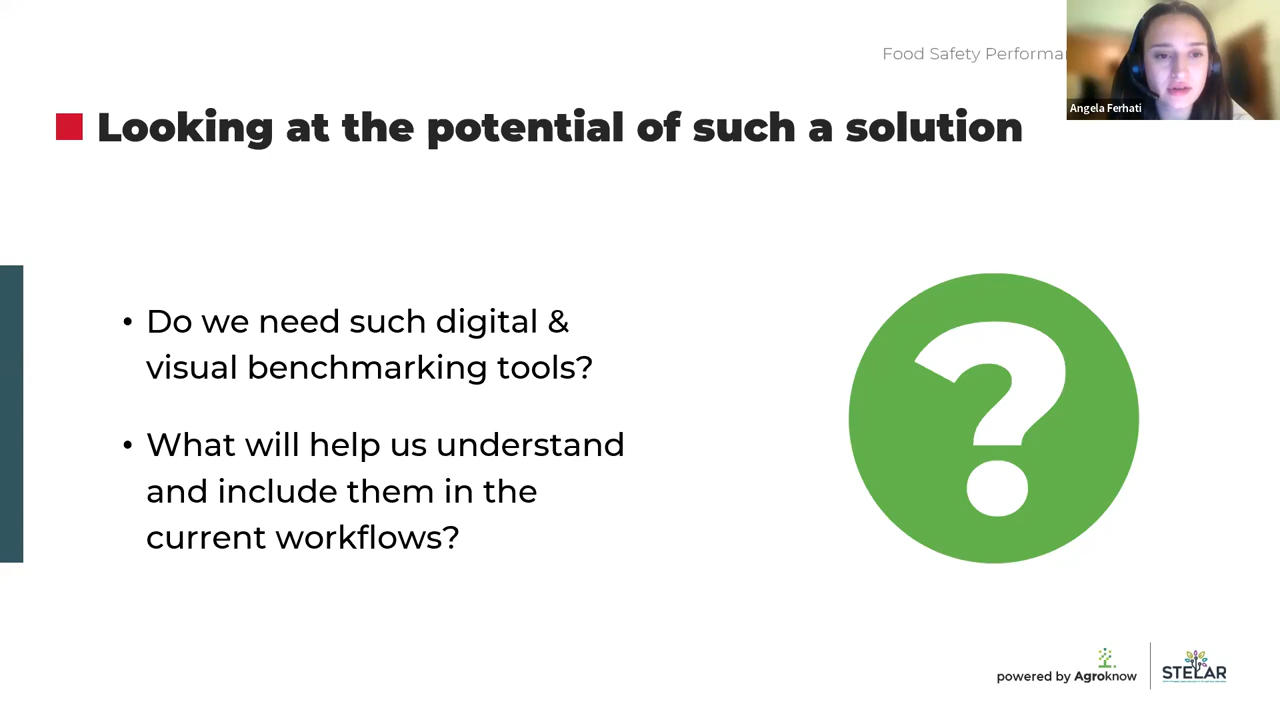 Food Safety
Angela Ferhati
Looking at the potential of such a solution
• Do we need such digital &
visual benchmarking tools?
• What will help us understand
and include them in the
current workflows?
?
powered by Agroknow
STELAR